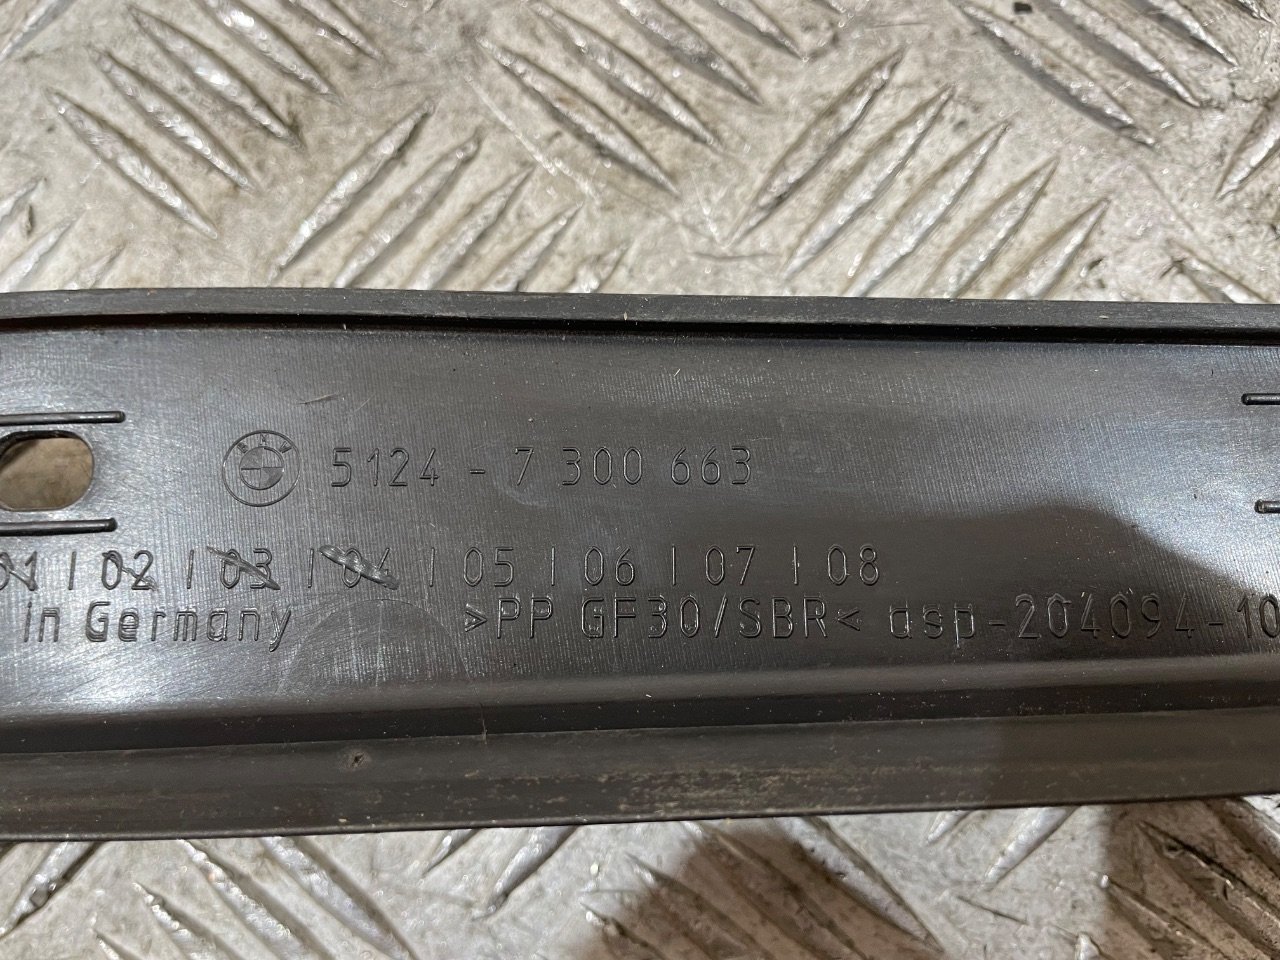 BMW 5124 - 7 300 663
01 | 02 | 03 | 04 | 05 | 06 | 07 | 08
in Germany >PP GF30/SBR< dsp-204094-10